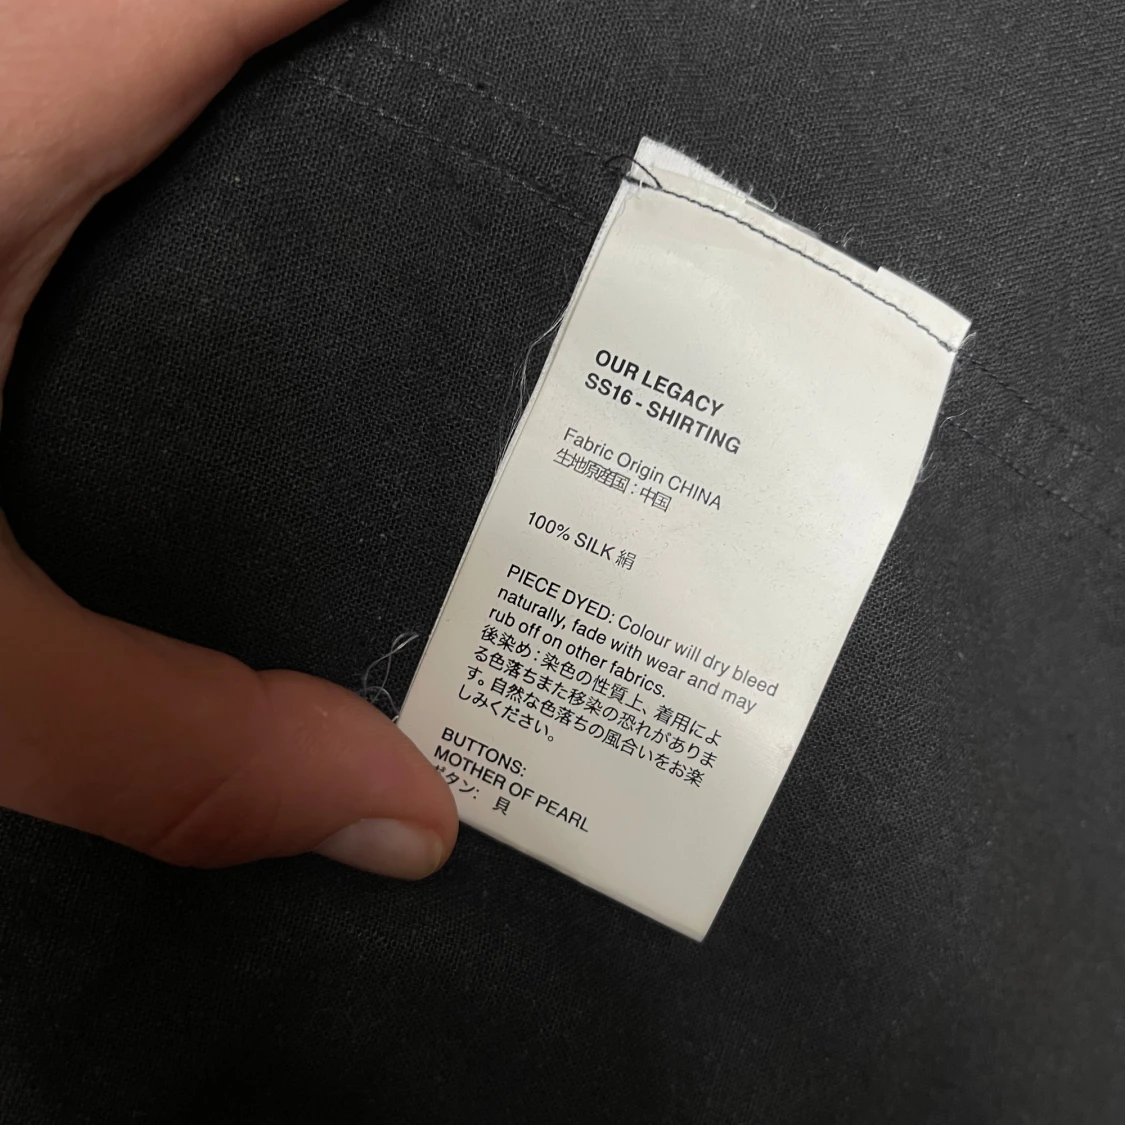 OUR LEGACY
SS16 - SHIRTING
Fabric Origin CHINA
生地原産国 : 中国
100% SILK 絹
PIECE DYED: Colour will dry bleed
naturally, fade with wear and may
rub off on other fabrics.
後染め : 染色の性質上、着用によ
る色落ちまた移染の恐れがありま
す。自然な色落ちの風合いをお楽
しみください。
BUTTONS:
MOTHER OF PEARL
ボタン: 貝